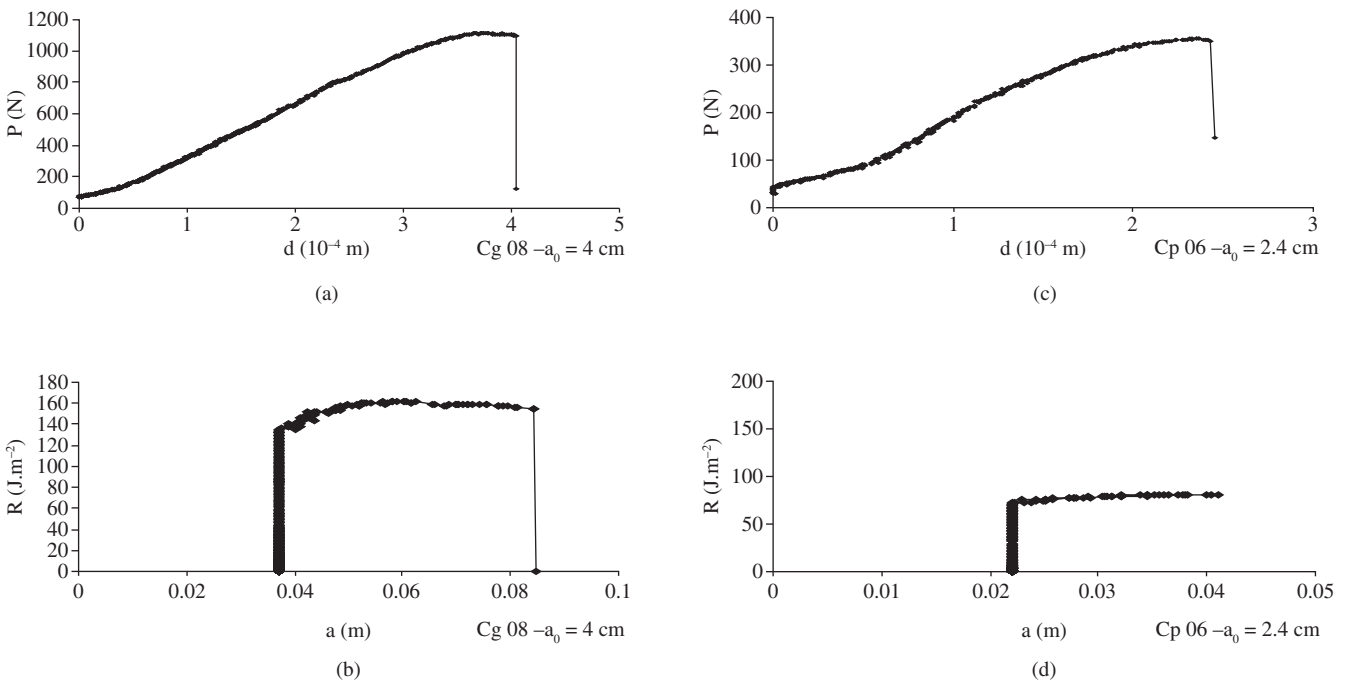 1200
1000
800
600
400
200
0
P (N)
0 1 2 3 4 5
d (10⁻⁴ m)
Cg 08 –a₀ = 4 cm
(a)
400
300
200
100
0
P (N)
0 1 2 3
d (10⁻⁴ m)
Cp 06 –a₀ = 2.4 cm
(c)
180
160
140
120
100
80
60
40
20
0
R (J.m⁻²)
0 0.02 0.04 0.06 0.08 0.1
a (m)
Cg 08 –a₀ = 4 cm
(b)
200
150
100
50
0
R (J.m⁻²)
0 0.01 0.02 0.03 0.04 0.05
a (m)
Cp 06 –a₀ = 2.4 cm
(d)